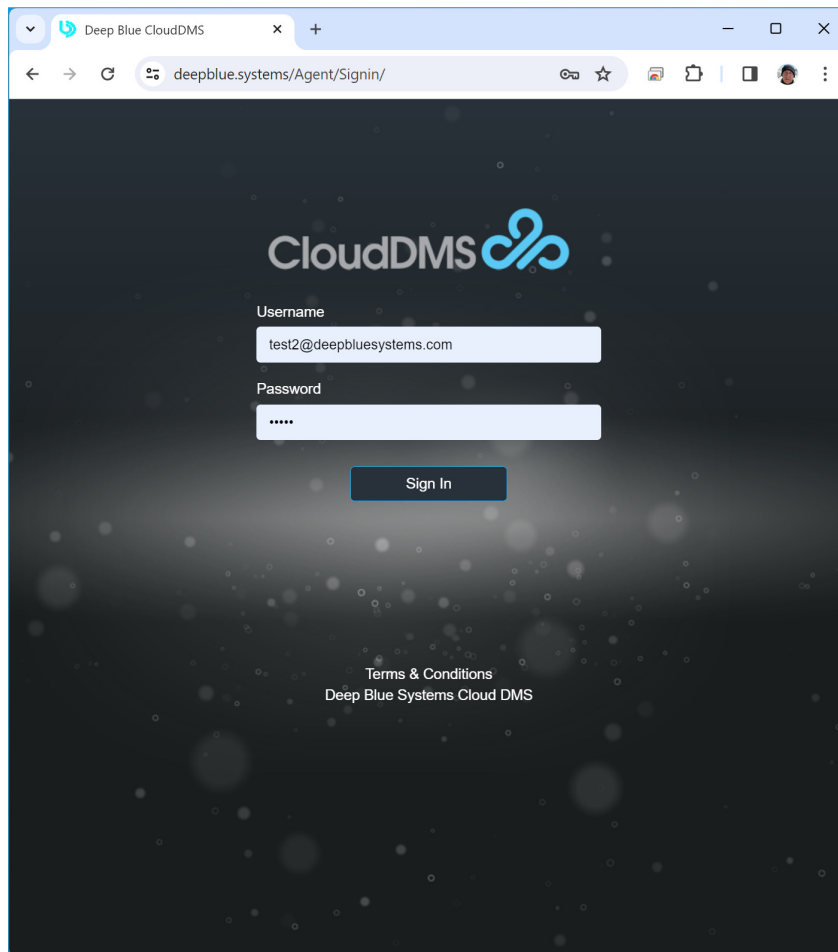 Deep Blue CloudDMS
deepblue.systems/Agent/Signin/
CloudDMS
Username
test2@deepbluesystems.com
Password
•••••
Sign In
Terms & Conditions
Deep Blue Systems Cloud DMS